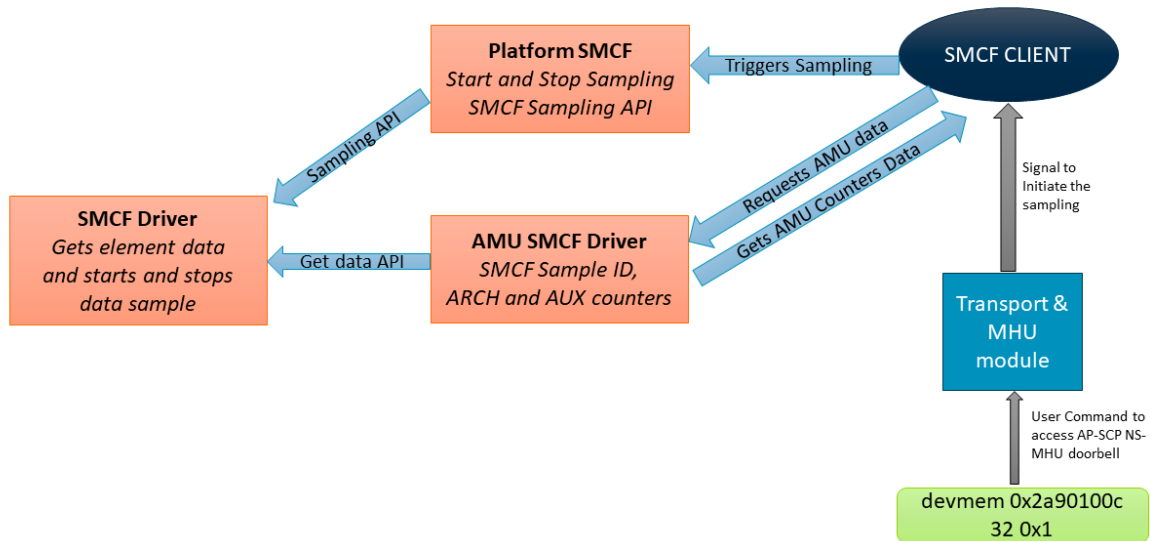 Platform SMCF
Start and Stop Sampling
SMCF Sampling API
Triggers Sampling
SMCF CLIENT
Sampling API
Requests AMU data
Gets AMU Counters Data
Signal to
Initiate the
sampling
SMCF Driver
Gets element data
and starts and stops
data sample
Get data API
AMU SMCF Driver
SMCF Sample ID,
ARCH and AUX counters
Transport &
MHU
module
User Command to
access AP-SCP NS-
MHU doorbell
devmem 0x2a90100c
32 0x1